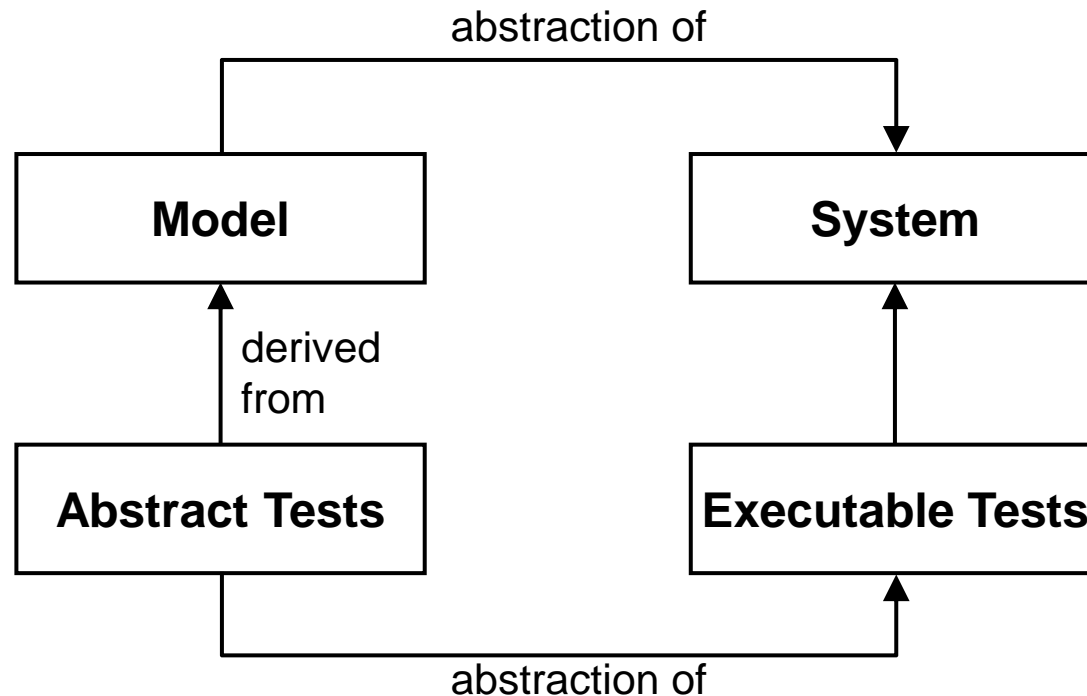 abstraction of
Model
System
derived
from
Abstract Tests
Executable Tests
abstraction of